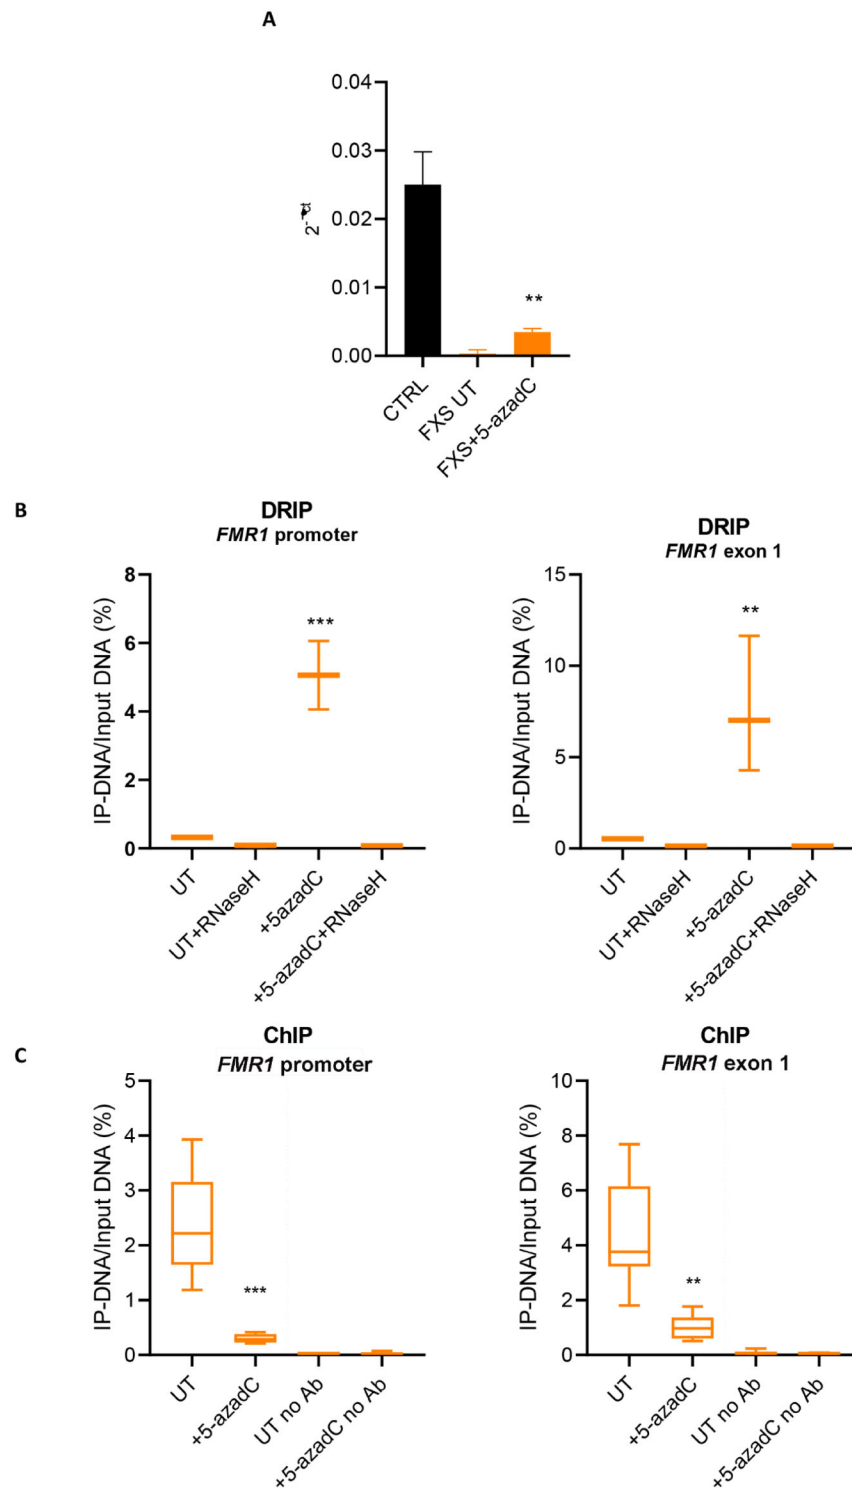 A
0.04
0.03
0.02
0.01
0.00
**
CTRL
FXS UT
FXS+5-azadC
B
DRIP
FMR1 promoter
IP-DNA/Input DNA (%)
8
6
4
2
0
***
UT
UT+RNaseH
+5azadC
+5-azadC+RNaseH
DRIP
FMR1 exon 1
IP-DNA/Input DNA (%)
15
10
5
0
**
UT
UT+RNaseH
+5-azadC
+5-azadC+RNaseH
C
ChIP
FMR1 promoter
IP-DNA/Input DNA (%)
5
4
3
2
1
0
***
UT
+5-azadC
UT no Ab
+5-azadC no Ab
ChIP
FMR1 exon 1
IP-DNA/Input DNA (%)
10
8
6
4
2
0
**
UT
+5-azadC
UT no Ab
+5-azadC no Ab